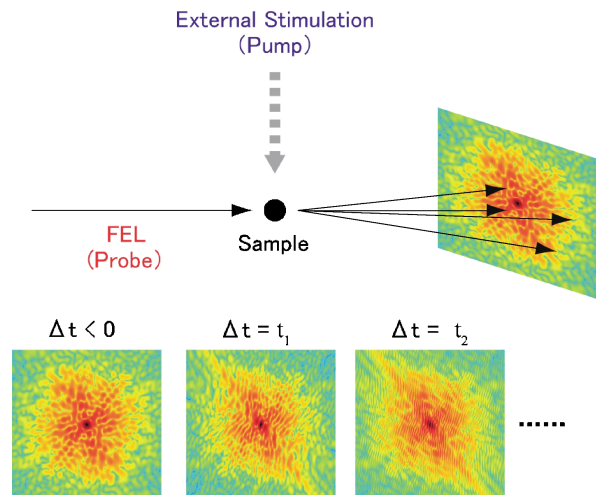 External Stimulation
(Pump)
FEL
(Probe)
Sample
Δt < 0
Δt = t₁
Δt = t₂